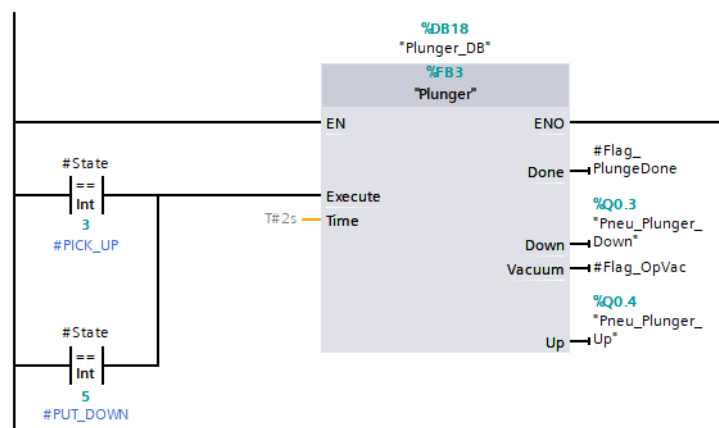 %DB18
"Plunger_DB"
%FB3
"Plunger"
EN
ENO
#State
==
Int
3
#PICK_UP
Execute
T#2s
Time
Done
#Flag_
PlungeDone
%Q0.3
"Pneu_Plunger_
Down"
Down
Vacuum
#Flag_OpVac
%Q0.4
"Pneu_Plunger_
Up"
Up
#State
==
Int
5
#PUT_DOWN